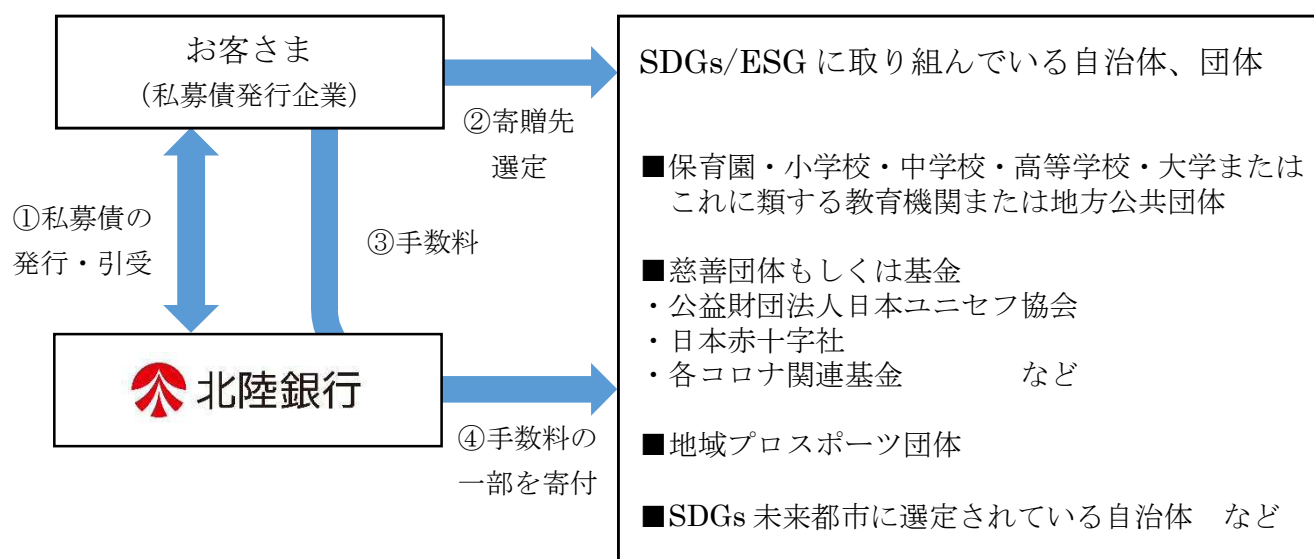 お客さま
（私募債発行企業）
①私募債の
発行・引受
②寄贈先
選定
③手数料
北陸銀行
④手数料の
一部を寄付
SDGs/ESG に取り組んでいる自治体、団体
■保育園・小学校・中学校・高等学校・大学または
これに類する教育機関または地方公共団体
■慈善団体もしくは基金
・公益財団法人日本ユニセフ協会
・日本赤十字社
・各コロナ関連基金　　　など
■地域プロスポーツ団体
■SDGs 未来都市に選定されている自治体　など